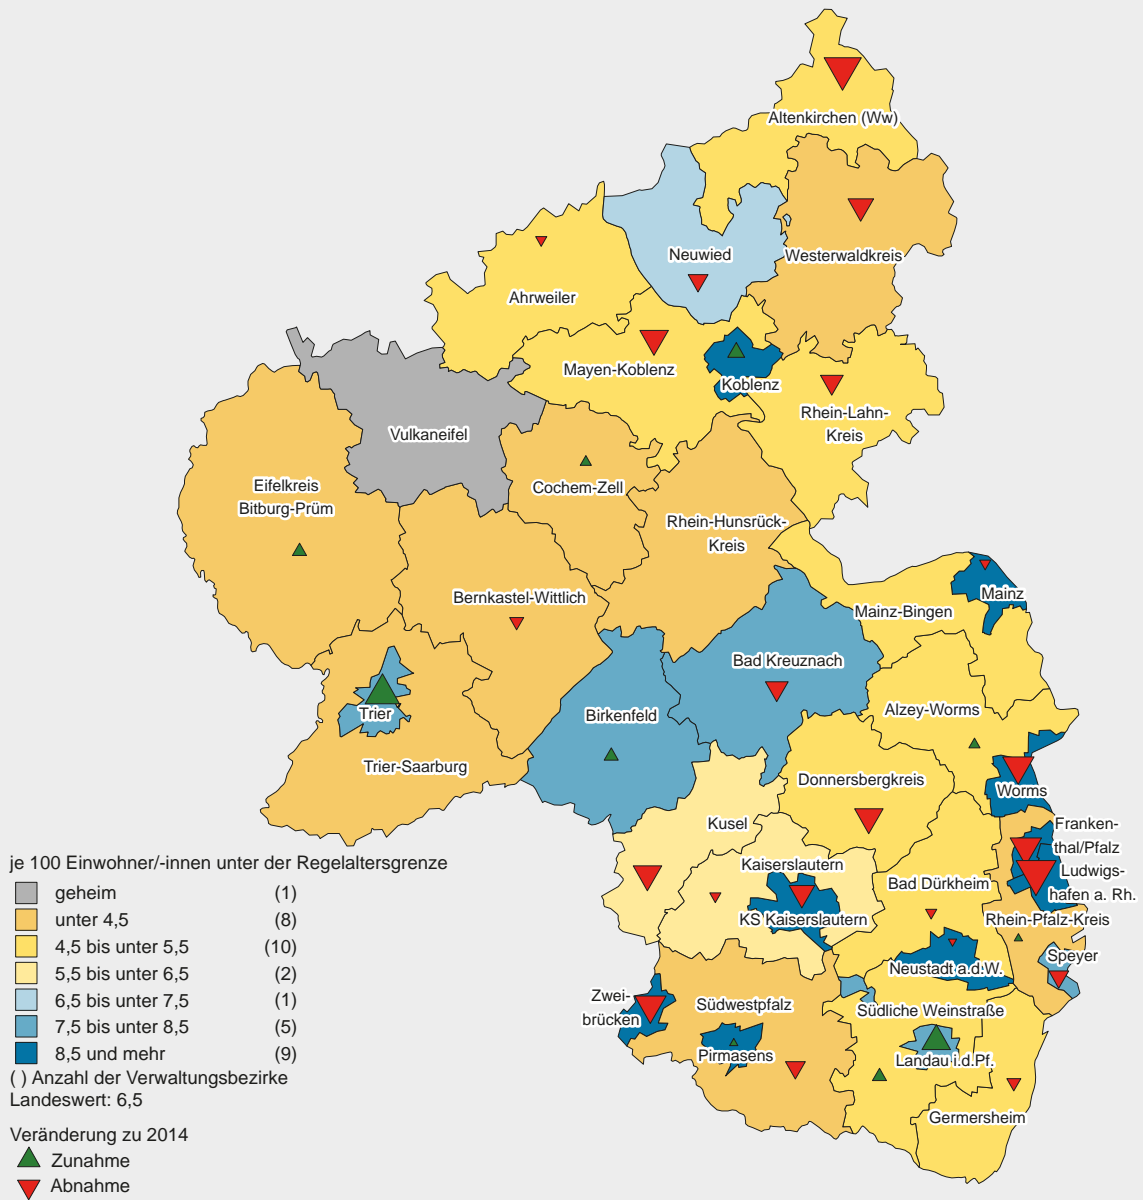 Altenkirchen (Ww)
Neuwied
Westerwaldkreis
Ahrweiler
Mayen-Koblenz
Koblenz
Rhein-Lahn-
Kreis
Vulkaneifel
Eifelkreis
Bitburg-Prüm
Cochem-Zell
Rhein-Hunsrück-
Kreis
Bernkastel-Wittlich
Mainz
Mainz-Bingen
Bad Kreuznach
Trier
Birkenfeld
Alzey-Worms
Trier-Saarburg
Donnersbergkreis
Worms
Kusel
Franken-
thal/Pfalz
Kaiserslautern
Ludwigs-
hafen a. Rh.
Bad Dürkheim
KS Kaiserslautern
Rhein-Pfalz-Kreis
Speyer
Neustadt a.d.W.
Zwei-
brücken
Südwestpfalz
Südliche Weinstraße
Pirmasens
Landau i.d.Pf.
Germersheim
je 100 Einwohner/-innen unter der Regelaltersgrenze
geheim (1)
unter 4,5 (8)
4,5 bis unter 5,5 (10)
5,5 bis unter 6,5 (2)
6,5 bis unter 7,5 (1)
7,5 bis unter 8,5 (5)
8,5 und mehr (9)
( ) Anzahl der Verwaltungsbezirke
Landeswert: 6,5
Veränderung zu 2014
Zunahme
Abnahme